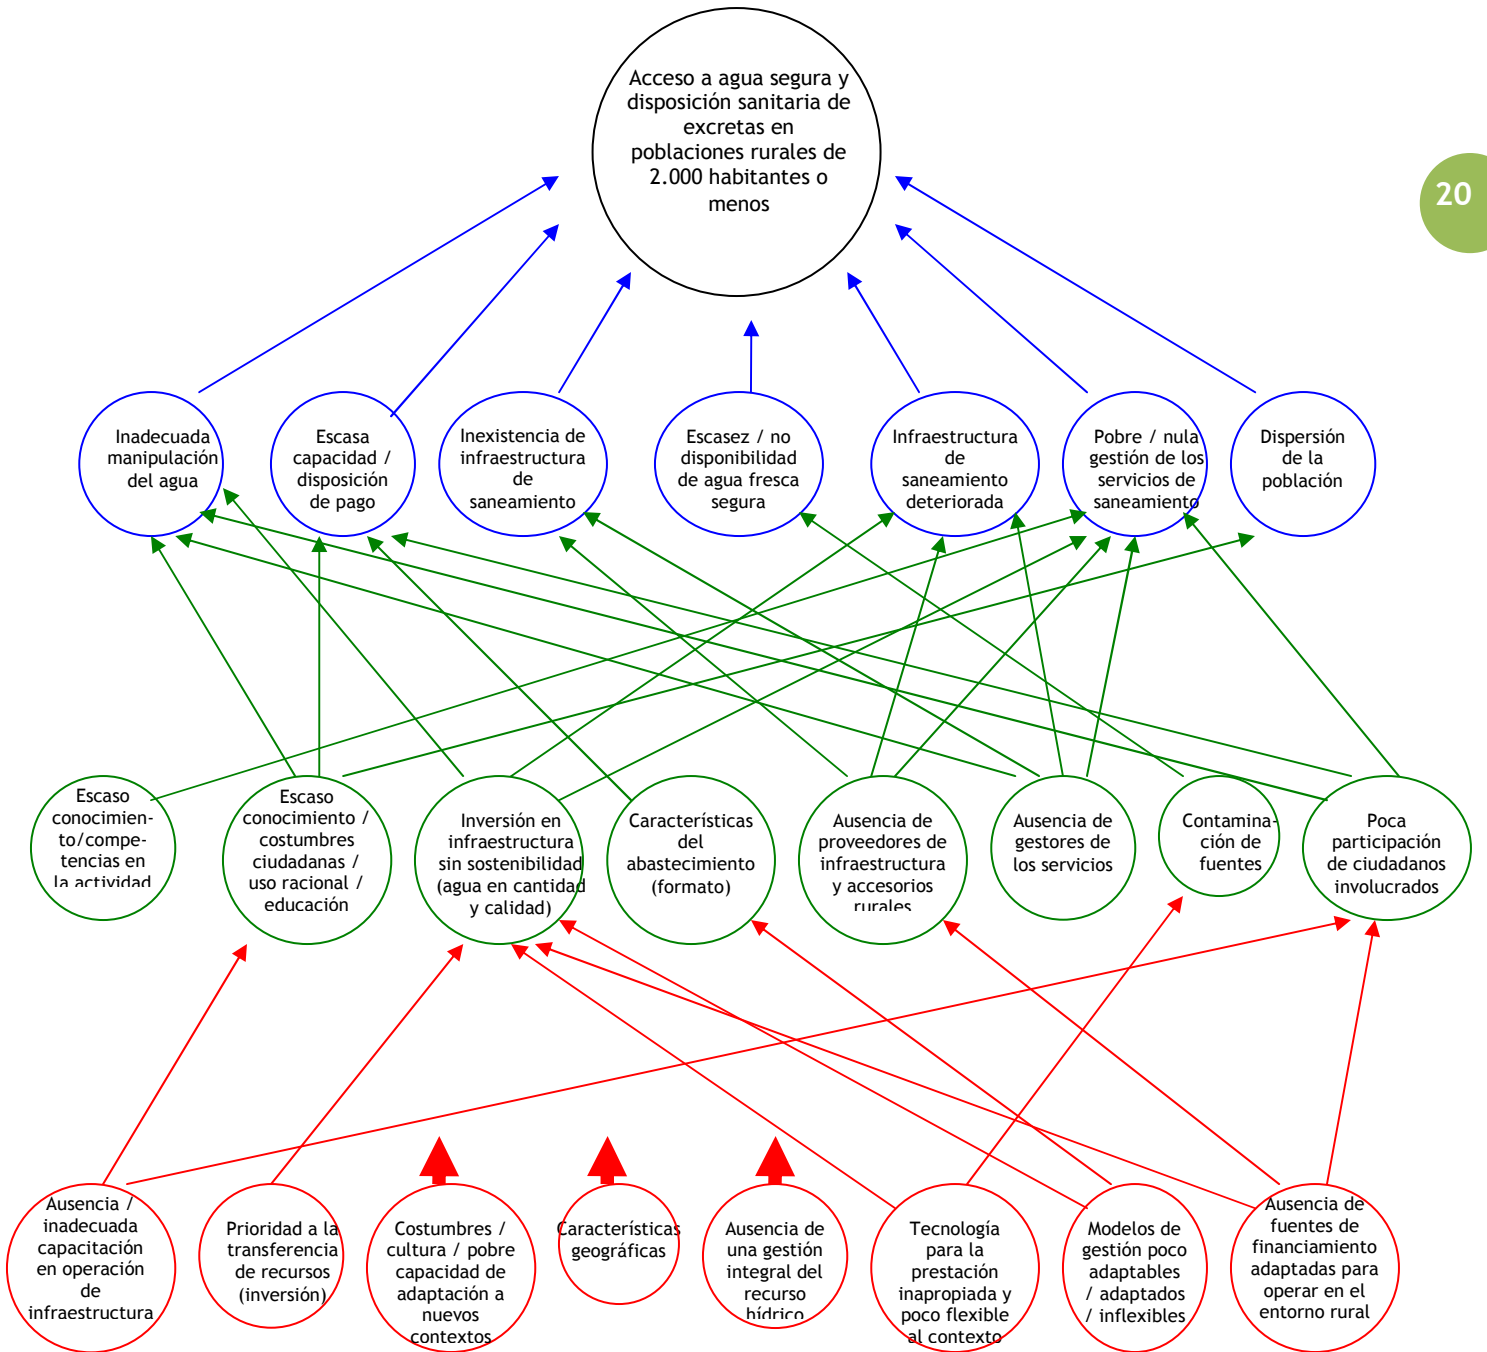 Acceso a agua segura y
disposición sanitaria de
excretas en
poblaciones rurales de
2.000 habitantes o
menos
20
Inadecuada
manipulación
del agua
Escasa
capacidad /
disposición
de pago
Inexistencia de
infraestructura
de
saneamiento
Escasez / no
disponibilidad
de agua fresca
segura
Infraestructura
de
saneamiento
deteriorada
Pobre / nula
gestión de los
servicios de
saneamiento
Dispersión
de la
población
Escaso
conocimien-
to/compe-
tencias en
la actividad
Escaso
conocimiento /
costumbres
ciudadanas /
uso racional /
educación
Inversión en
infraestructura
sin sostenibilidad
(agua en cantidad
y calidad)
Características
del
abastecimiento
(formato)
Ausencia de
proveedores de
infraestructura
y accesorios
rurales
Ausencia de
gestores de
los servicios
Contamina-
ción de
fuentes
Poca
participación
de ciudadanos
involucrados
Ausencia /
inadecuada
capacitación
en operación
de
infraestructura
Prioridad a la
transferencia
de recursos
(inversión)
Costumbres /
cultura / pobre
capacidad de
adaptación a
nuevos
contextos
Características
geográficas
Ausencia de
una gestión
integral del
recurso
hídrico
Tecnología
para la
prestación
inapropiada y
poco flexible
al contexto
Modelos de
gestión poco
adaptables
/ adaptados
/ inflexibles
Ausencia de
fuentes de
financiamiento
adaptadas para
operar en el
entorno rural